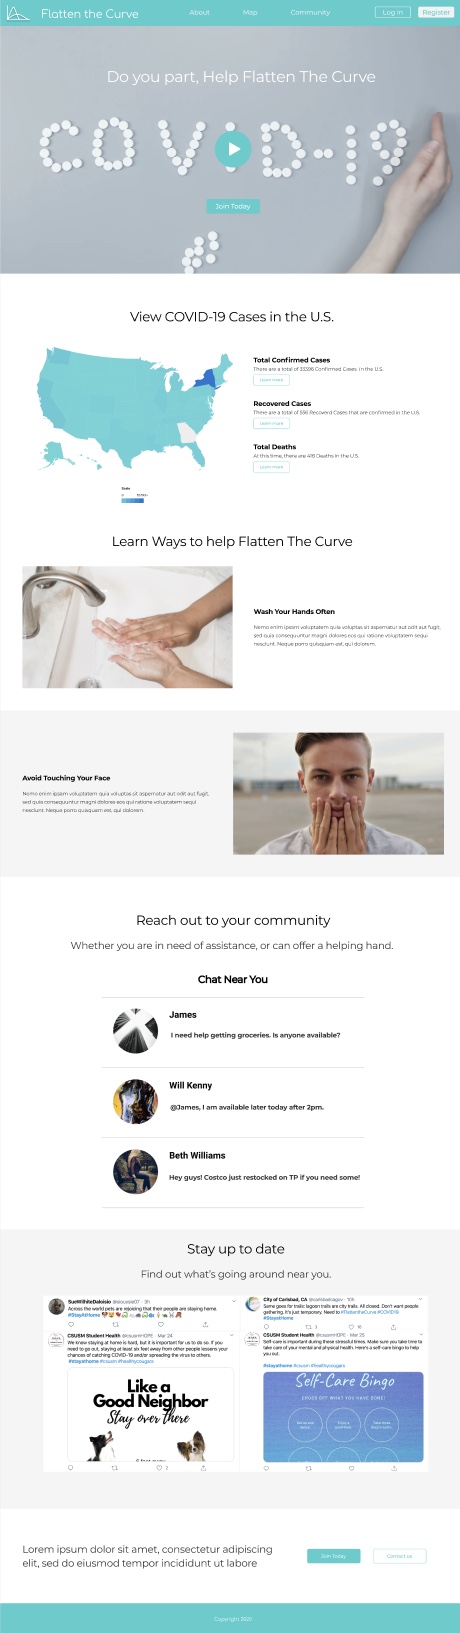 Flatten the Curve
About
Map
Community
Log in
Register
Do you part, Help Flatten The Curve
COVID-19
Join Today
View COVID-19 Cases in the U.S.
Total Confirmed Cases
There are a total of 33396 Confirmed Cases in the U.S.
Learn more
Recovered Cases
There are a total of 556 Recoverd Cases that are confirmed in the U.S.
Learn more
Total Deaths
At this time, there are 416 Deaths in the U.S.
Learn more
State
Learn Ways to help Flatten The Curve
Wash Your Hands Often
Nemo enim ipsam voluptatem quia voluptas sit aspernatur aut odit aut fugit,
sed quia consequuntur magni dolores eos qui ratione voluptatem sequi
nesciunt. Neque porro quisquam est, qui dolorem.
Avoid Touching Your Face
Nemo enim ipsam voluptatem quia voluptas sit aspernatur aut odit aut fugit,
sed quia consequuntur magni dolores eos qui ratione voluptatem sequi
nesciunt. Neque porro quisquam est, qui dolorem.
Reach out to your community
Whether you are in need of assistance, or can offer a helping hand.
Chat Near You
James
I need help getting groceries. Is anyone available?
Will Kenny
@James, I am available later today after 2pm.
Beth Williams
Hey guys! Costco just restocked on TP if you need some!
Stay up to date
Find out what's going around near you.
SueWhiteDaloisio
Across the world pets are rejoicing that their people are staying home.
#StayAtHome
CSUSM Student Health @csusmHOPE · Mar 24
We know staying at home is hard, but it is important for us to do so. If you
need to go out, staying at least six feet away from other people lessens your
chances of catching COVID-19 and/or spreading the virus to others.
#stayathome #csusm #healthycougars
Like a
Good Neighbor
Stay over there
2
City of Carlsbad, CA @carlsbadcagov · 10h
Same goes for trails: lagoon trails are city trails. All closed. Don't want people
gathering. It's just temporary. Need to #FlattentheCurve #COVID19
#StayAtHome
3
16
CSUSM Student Health @csusmHOPE · Mar 25
Self-care is important during this stressful times. Make sure you take time to
take care of your mental and physical health. Here's a self-care bingo to help
you out.
#stayathome #csusm #healthycougars
Self-Care Bingo
CROSS OFF WHAT YOU HAVE DONE!
Lorem ipsum dolor sit amet, consectetur adipiscing
elit, sed do eiusmod tempor incididunt ut labore
Join Today
Contact us
Copyright 2020